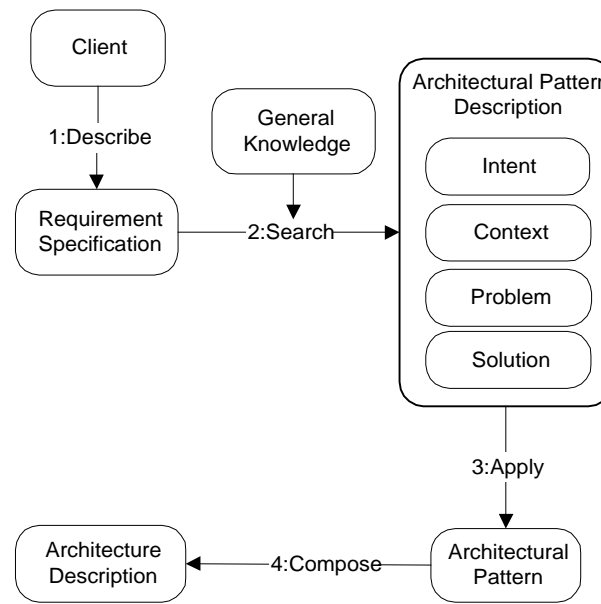 Client
1:Describe
Requirement
Specification
General
Knowledge
2:Search
Architectural Pattern
Description
Intent
Context
Problem
Solution
3:Apply
Architectural
Pattern
4:Compose
Architecture
Description